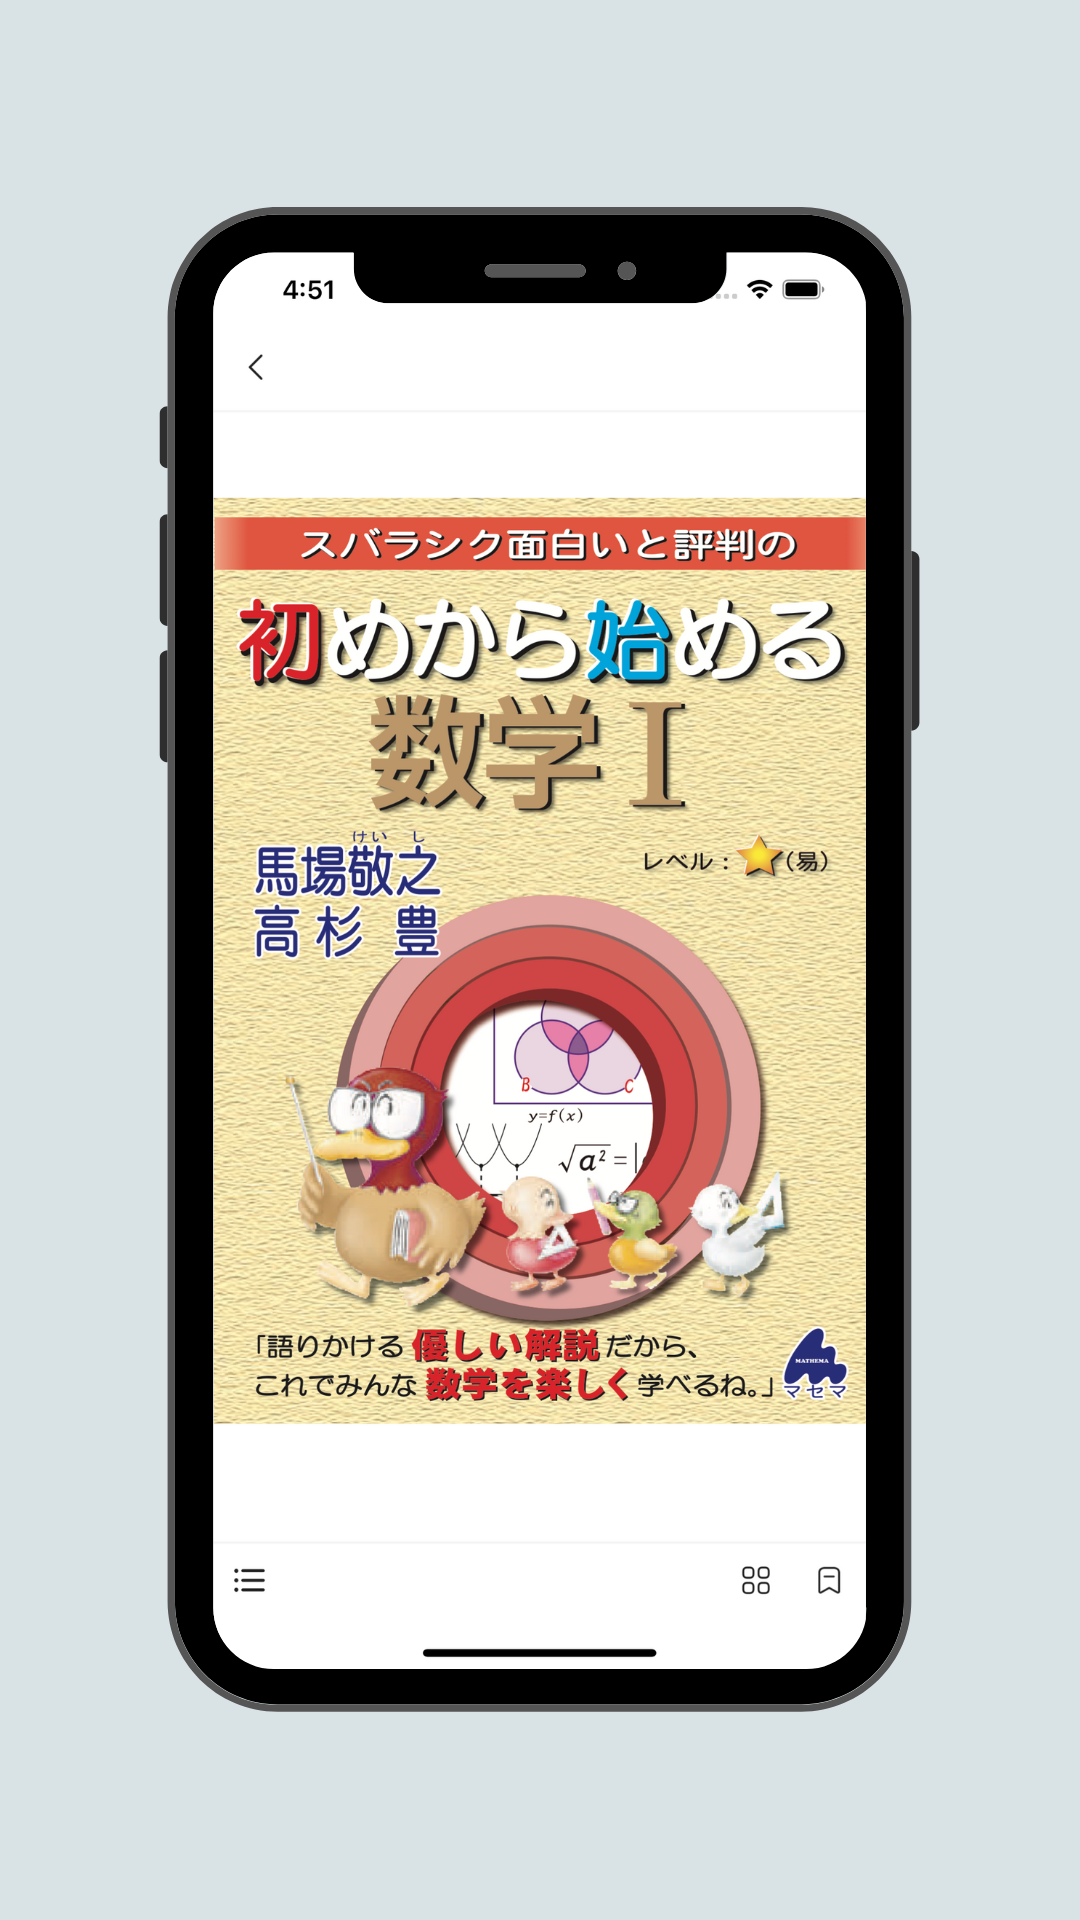 4:51
スバラシク面白いと評判の
初めから始める
数学Ⅰ
けいし
馬場敬之
高杉 豊
レベル：★(易)
B
C
y=f(x)
√a² = |
「語りかける優しい解説だから、
これでみんな数学を楽しく学べるね。」
MATHEMA
マセマ